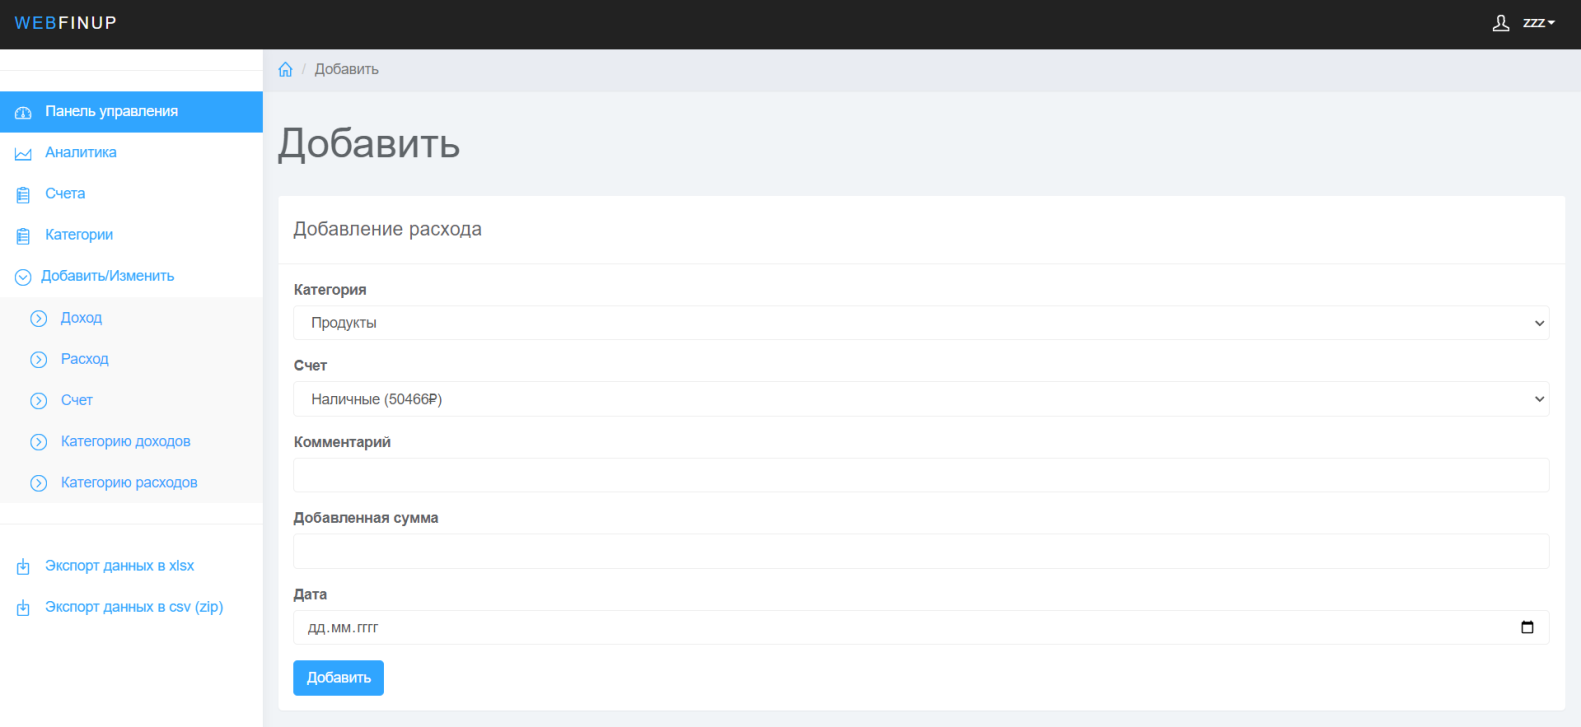 WEBFINUP
zzz
/ Добавить
Панель управления
Аналитика
Счета
Категории
Добавить/Изменить
Доход
Расход
Счет
Категорию доходов
Категорию расходов
Экспорт данных в xlsx
Экспорт данных в csv (zip)
Добавить
Добавление расхода
Категория
Продукты
Счет
Наличные (50466₽)
Комментарий
Добавленная сумма
Дата
дд.мм.гггг
Добавить